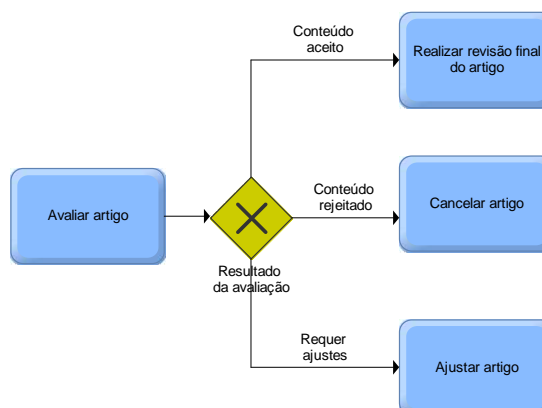 Conteúdo
aceito
Realizar revisão final
do artigo
Avaliar artigo
Conteúdo
rejeitado
Cancelar artigo
Resultado
da avaliação
Requer
ajustes
Ajustar artigo